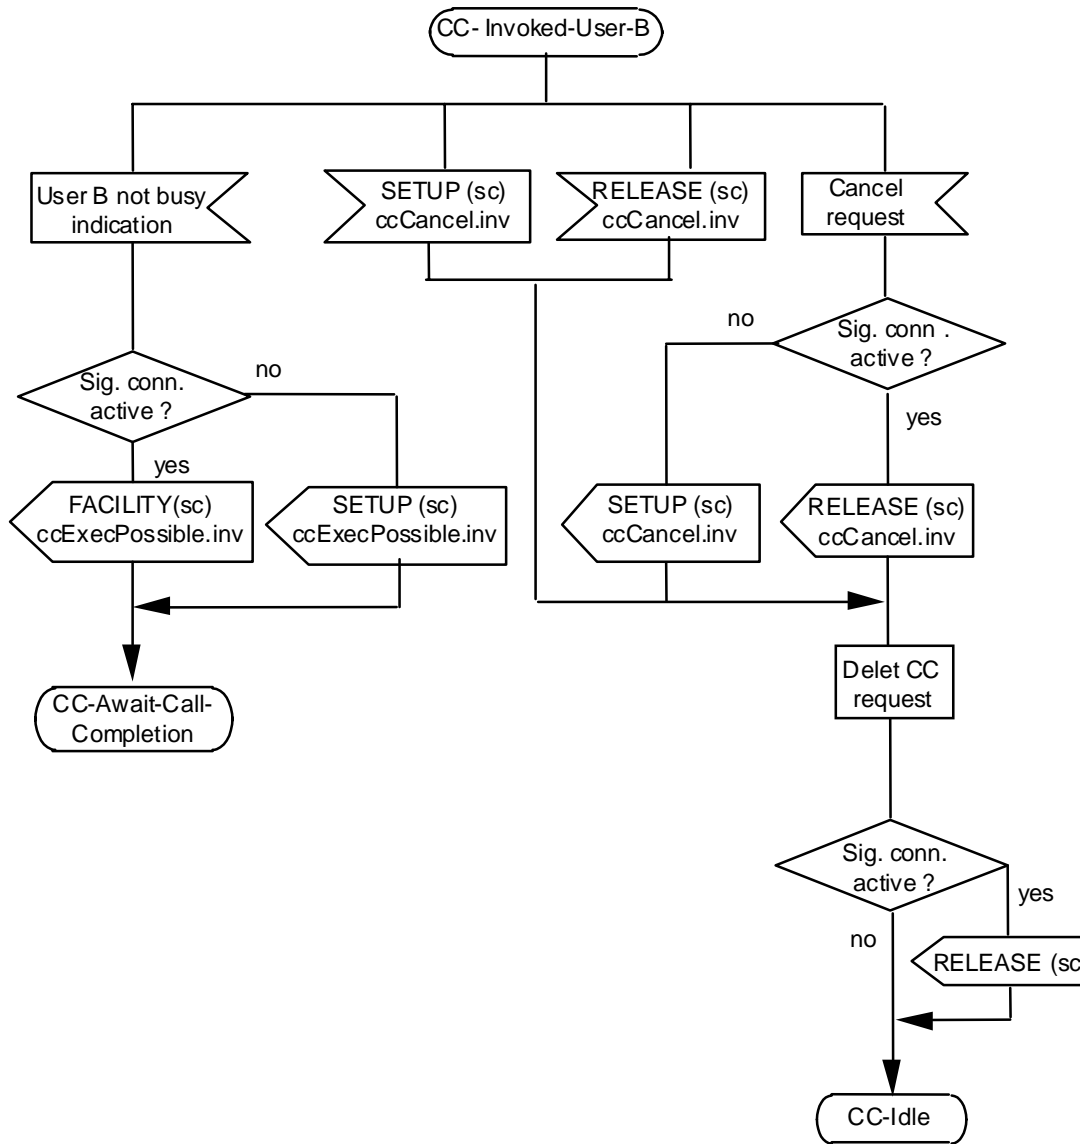 CC- Invoked-User-B
User B not busy
indication
SETUP (sc)
ccCancel.inv
RELEASE (sc)
ccCancel.inv
Cancel
request
Sig. conn.
active ?
no
yes
no
Sig. conn .
active ?
yes
FACILITY(sc)
ccExecPossible.inv
SETUP (sc)
ccExecPossible.inv
SETUP (sc)
ccCancel.inv
RELEASE (sc)
ccCancel.inv
CC-Await-Call-
Completion
Delet CC
request
Sig. conn.
active ?
yes
no
RELEASE (sc
CC-Idle